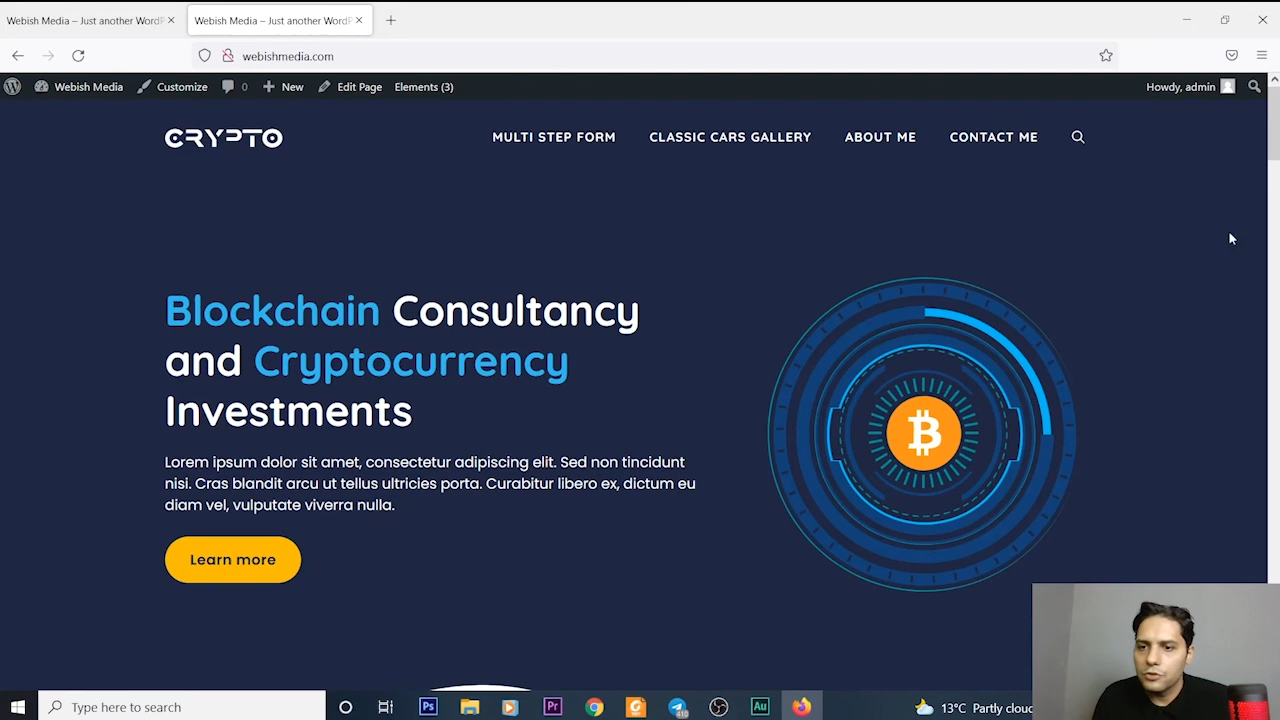 Webish Media – Just another WordP
Webish Media – Just another WordP
webishmedia.com
Webish Media
Customize
0
New
Edit Page
Elements (3)
Howdy, admin
CRYPTO
MULTI STEP FORM
CLASSIC CARS GALLERY
ABOUT ME
CONTACT ME
Blockchain Consultancy
and Cryptocurrency
Investments
Lorem ipsum dolor sit amet, consectetur adipiscing elit. Sed non tincidunt
nisi. Cras blandit arcu ut tellus ultricies porta. Curabitur libero ex, dictum eu
diam vel, vulputate viverra nulla.
Learn more
Type here to search
Ps
Pr
410
Au
13°C Partly cloud